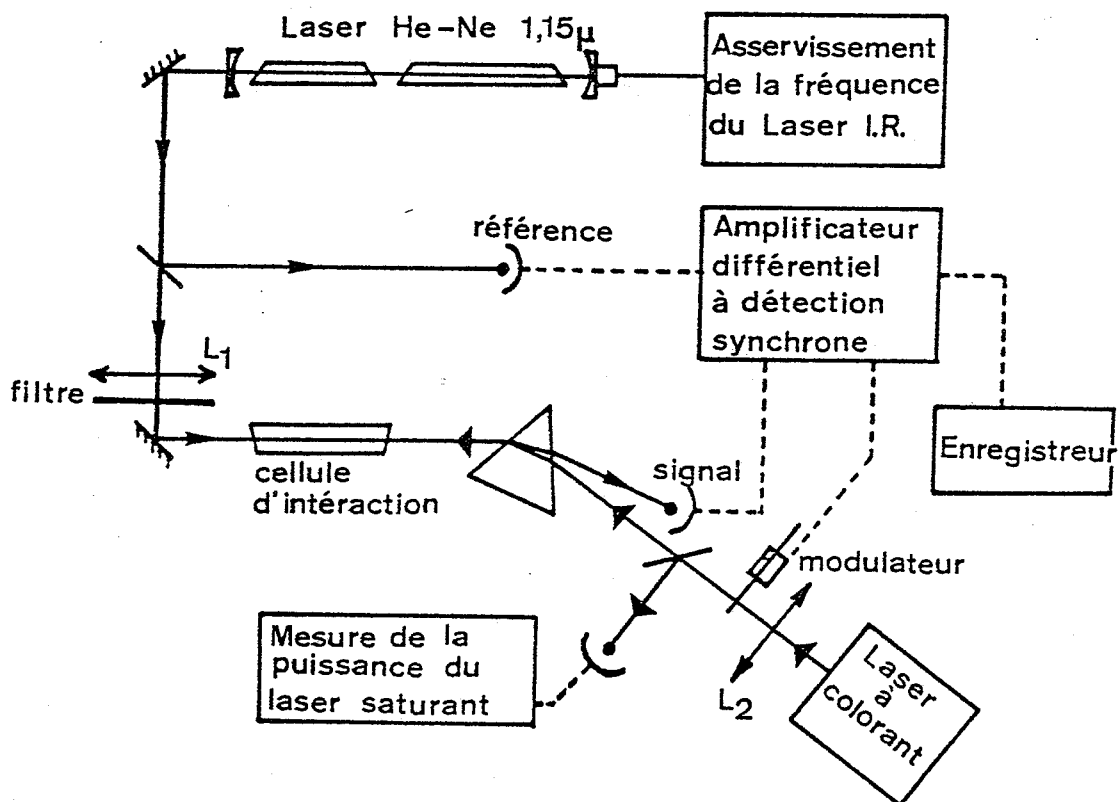 Laser He-Ne 1,15μ
Asservissement
de la fréquence
du Laser I.R.
référence
Amplificateur
différentiel
à détection
synchrone
L1
filtre
cellule
d'intéraction
signal
Enregistreur
modulateur
Mesure de la
puissance du
laser saturant
L2
Laser
à
colorant